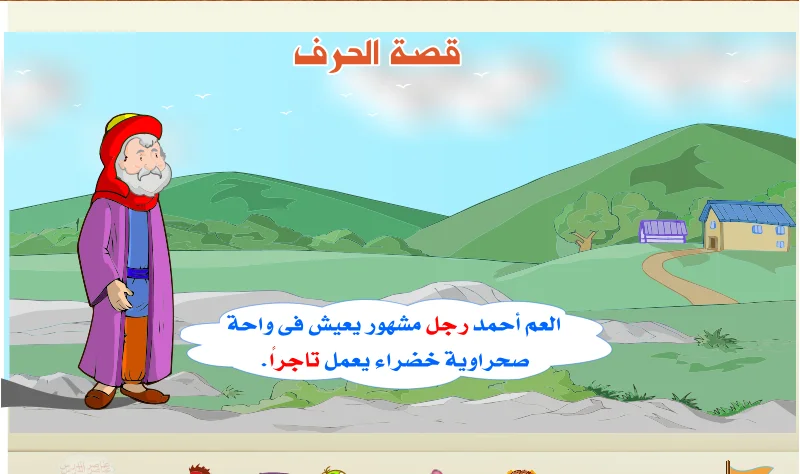 قصة الحرف
العم أحمد رجل مشهور يعيش فى واحة
صحراوية خضراء يعمل تاجراً.